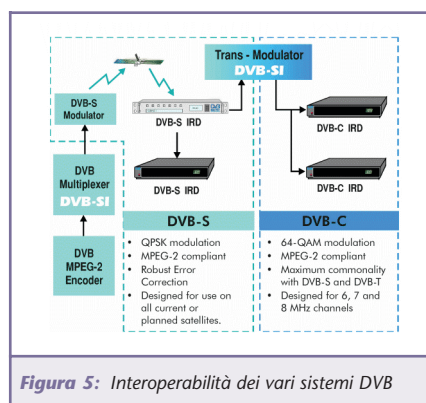 Trans - Modulator
DVB-SI
DVB-S
Modulator
DVB-S IRD
DVB-C IRD
DVB
Multiplexer
DVB-SI
DVB-S IRD
DVB-C IRD
DVB
MPEG-2
Encoder
DVB-S
• QPSK modulation
• MPEG-2 compliant
• Robust Error
Correction
• Designed for use on
all current or
planned satellites.
DVB-C
• 64-QAM modulation
• MPEG-2 compliant
• Maximum commonality
with DVB-S and DVB-T
• Designed for 6, 7 and
8 MHz channels
Figura 5: Interoperabilità dei vari sistemi DVB